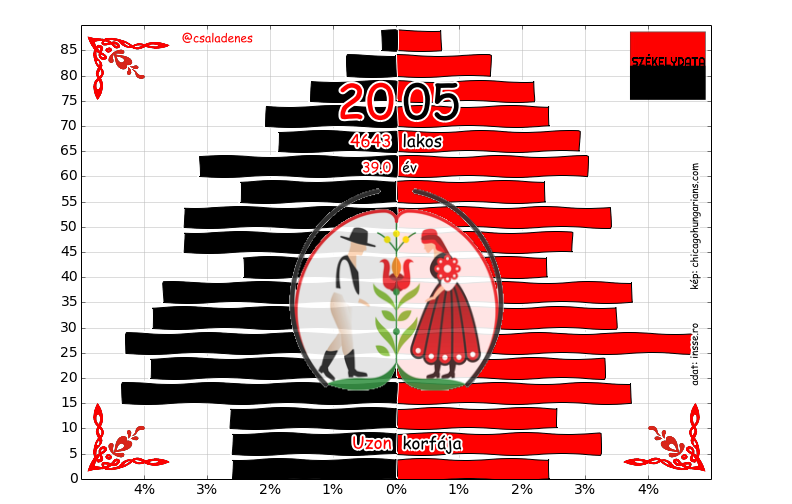 @csaladenes
SZÉKELYDATA
2005
4643 lakos
39.0 év
kép: chicagohungarians.com
adat: insse.ro
Uzon korfája
85
80
75
70
65
60
55
50
45
40
35
30
25
20
15
10
5
0
4% 3% 2% 1% 0% 1% 2% 3% 4%